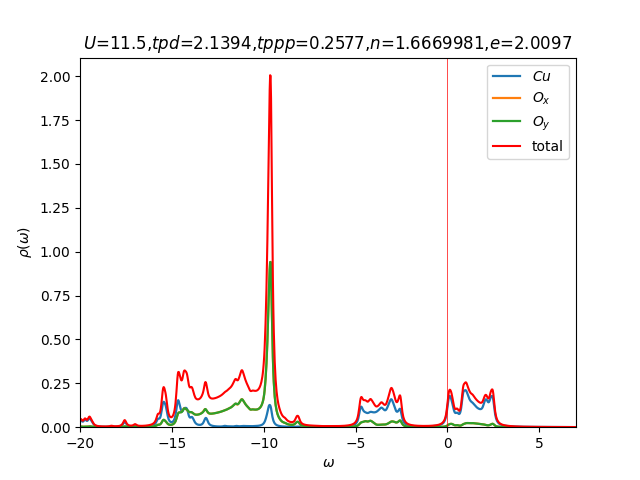 U=11.5,tpd=2.1394,tppp=0.2577,n=1.6669981,e=2.0097
2.00
1.75
1.50
1.25
1.00
0.75
0.50
0.25
0.00
ρ(ω)
Cu
O_x
O_y
total
−20 −15 −10 −5 0 5
ω